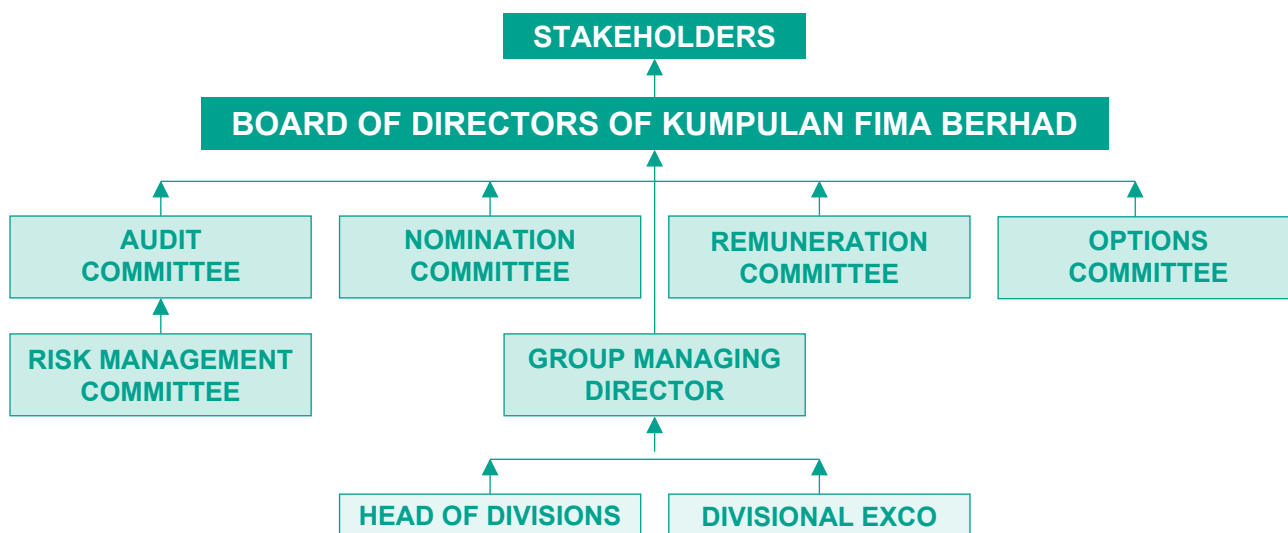 STAKEHOLDERS
BOARD OF DIRECTORS OF KUMPULAN FIMA BERHAD
AUDIT
COMMITTEE
NOMINATION
COMMITTEE
REMUNERATION
COMMITTEE
OPTIONS
COMMITTEE
RISK MANAGEMENT
COMMITTEE
GROUP MANAGING
DIRECTOR
HEAD OF DIVISIONS
DIVISIONAL EXCO